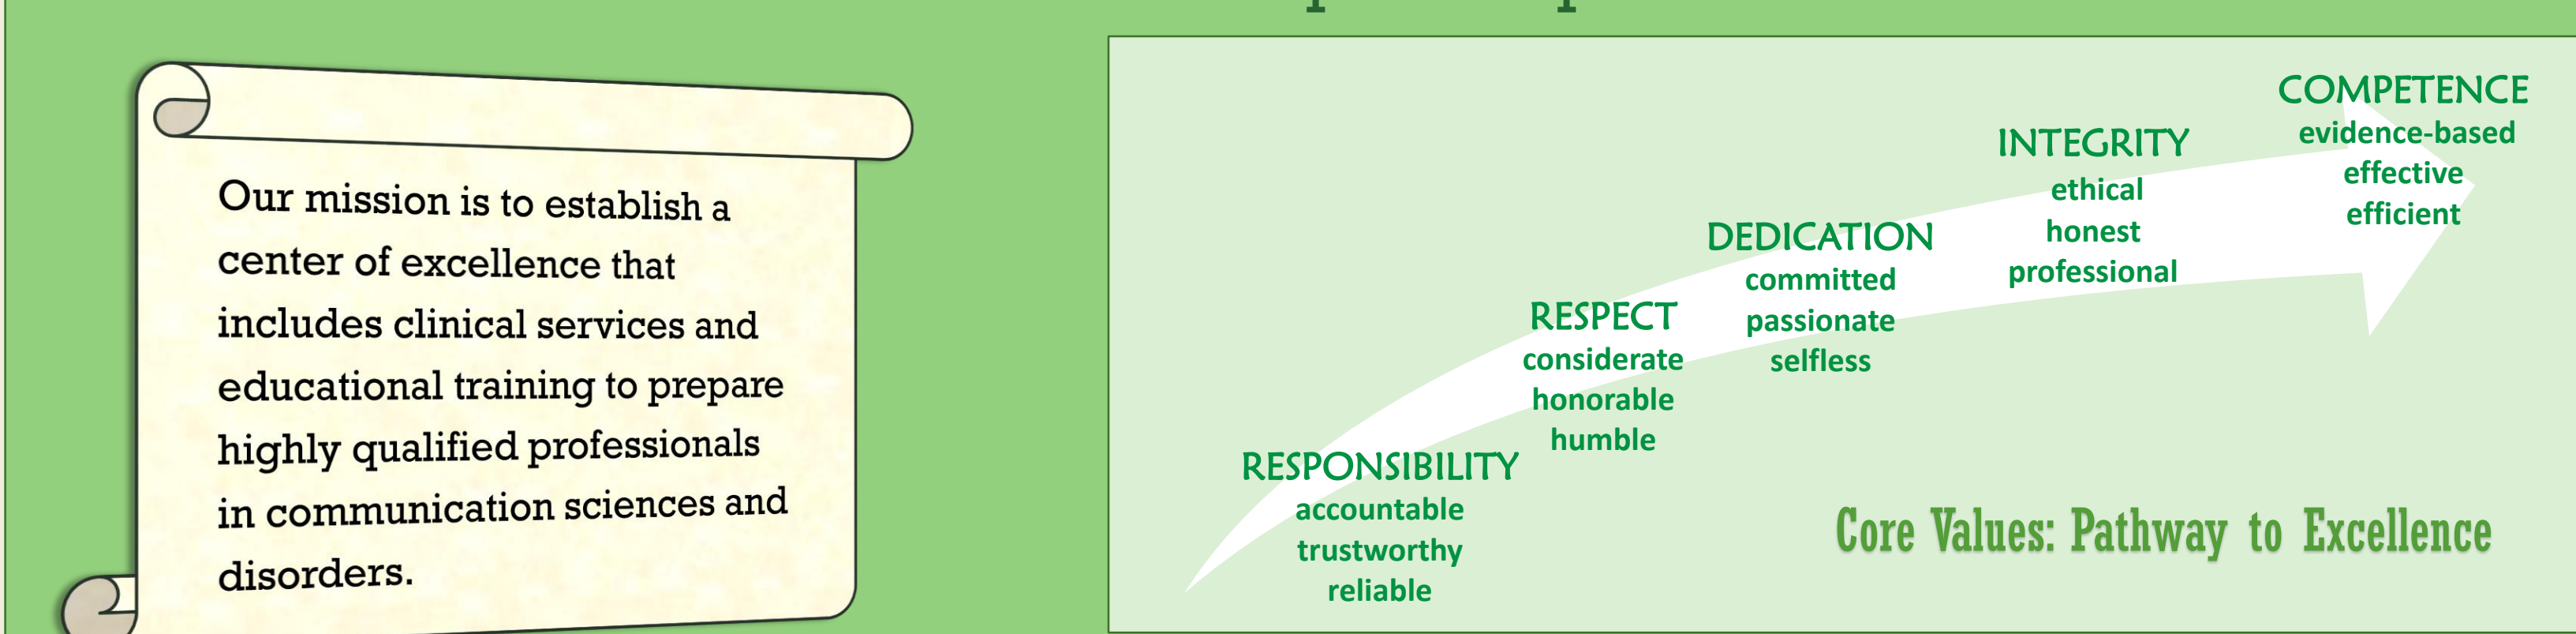 Our mission is to establish a
center of excellence that
includes clinical services and
educational training to prepare
highly qualified professionals
in communication sciences and
disorders.
RESPONSIBILITY
accountable
trustworthy
reliable
RESPECT
considerate
honorable
humble
DEDICATION
committed
passionate
selfless
INTEGRITY
ethical
honest
professional
COMPETENCE
evidence-based
effective
efficient
Core Values: Pathway to Excellence